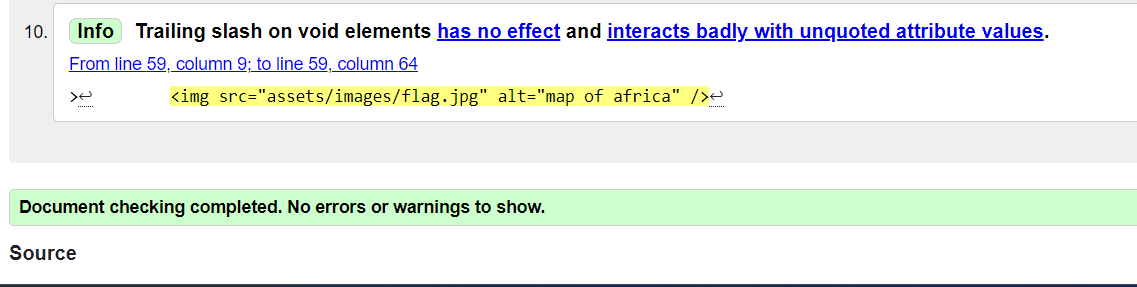 10. Info Trailing slash on void elements has no effect and interacts badly with unquoted attribute values.
From line 59, column 9; to line 59, column 64
>↩ <img src="assets/images/flag.jpg" alt="map of africa" />↩
Document checking completed. No errors or warnings to show.
Source